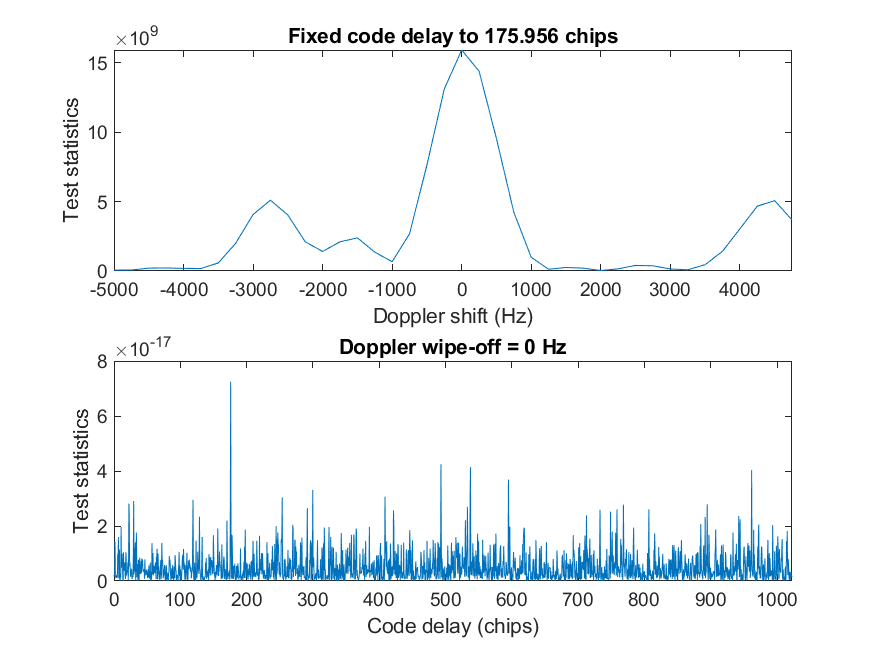 ×10^9
Fixed code delay to 175.956 chips
15
10
5
0
Test statistics
-5000 -4000 -3000 -2000 -1000 0 1000 2000 3000 4000
Doppler shift (Hz)
×10^-17
Doppler wipe-off = 0 Hz
8
6
4
2
0
Test statistics
0 100 200 300 400 500 600 700 800 900 1000
Code delay (chips)